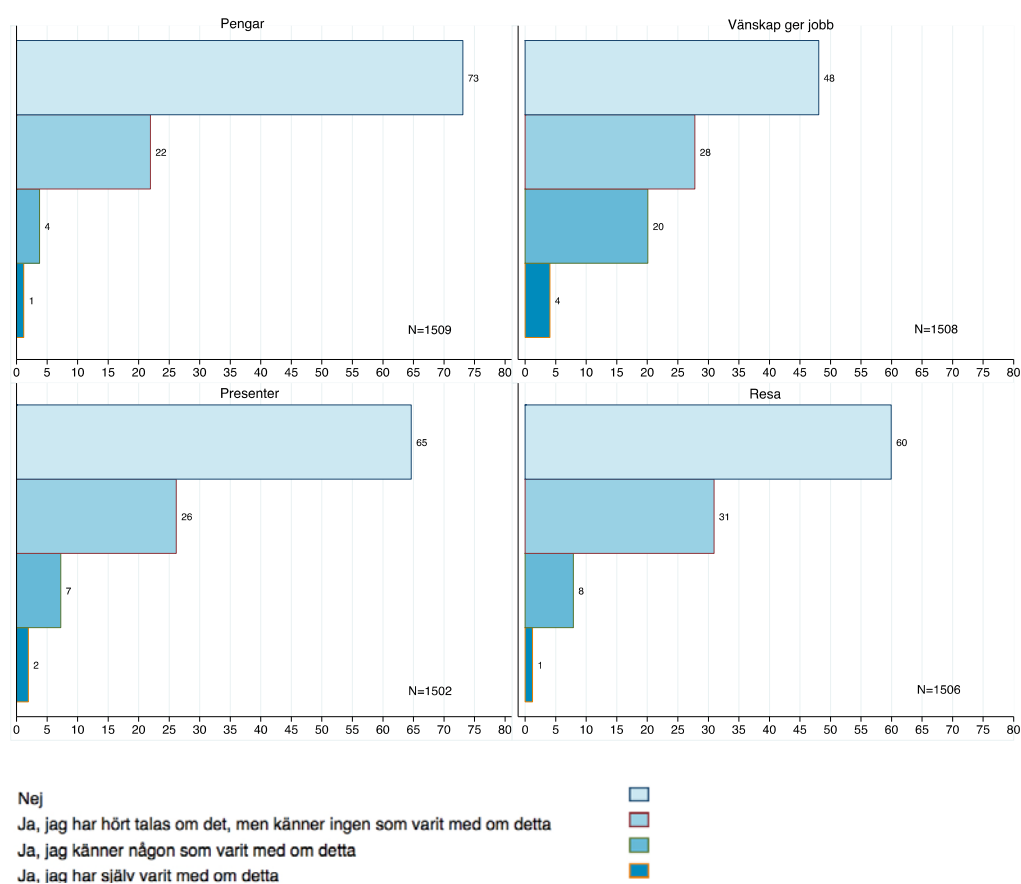 Pengar
73
22
4
1
N=1509
0 5 10 15 20 25 30 35 40 45 50 55 60 65 70 75 80
Vänskap ger jobb
48
28
20
4
N=1508
0 5 10 15 20 25 30 35 40 45 50 55 60 65 70 75 80
Presenter
65
26
7
2
N=1502
0 5 10 15 20 25 30 35 40 45 50 55 60 65 70 75 80
Resa
60
31
8
1
N=1506
0 5 10 15 20 25 30 35 40 45 50 55 60 65 70 75 80
Nej
Ja, jag har hört talas om det, men känner ingen som varit med om detta
Ja, jag känner någon som varit med om detta
Ja, jag har själv varit med om detta